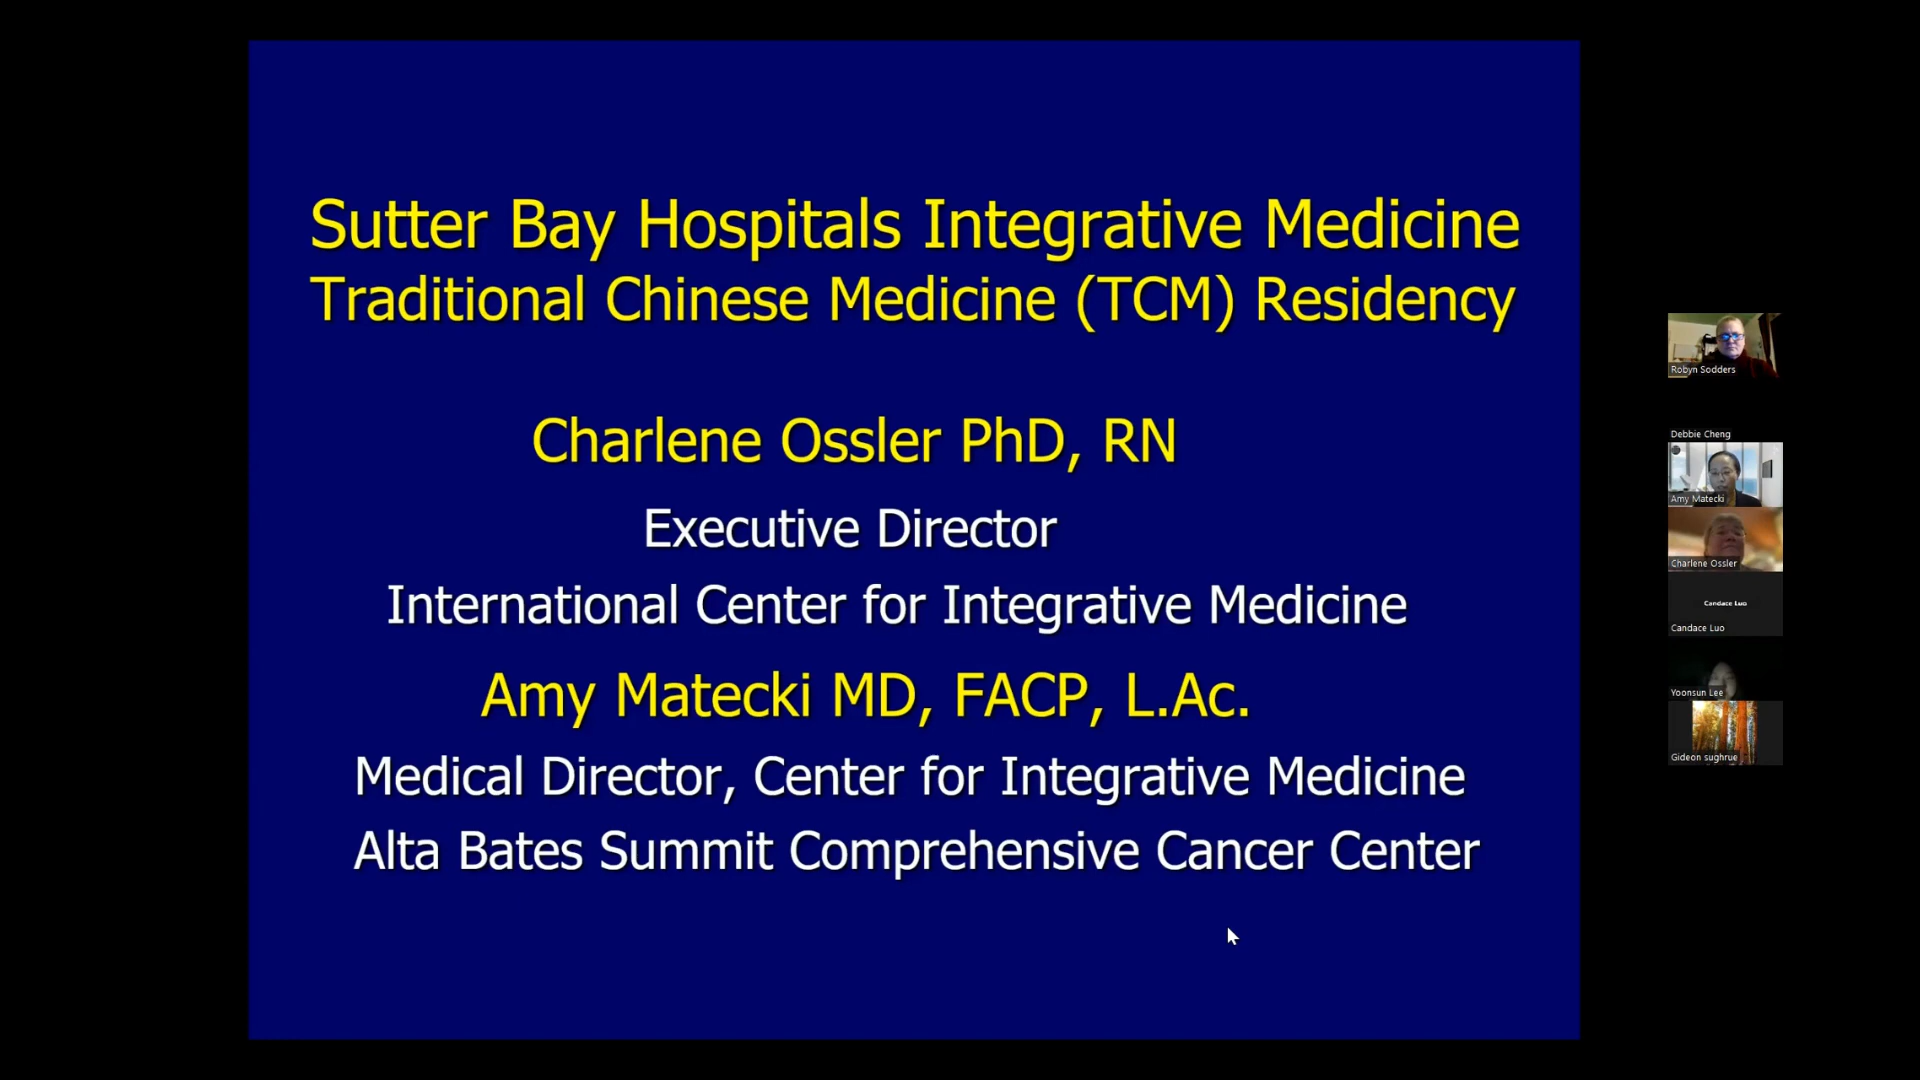 Sutter Bay Hospitals Integrative Medicine
Traditional Chinese Medicine (TCM) Residency
Charlene Ossler PhD, RN
Executive Director
International Center for Integrative Medicine
Amy Matecki MD, FACP, L.Ac.
Medical Director, Center for Integrative Medicine
Alta Bates Summit Comprehensive Cancer Center
Robyn Sodders
Debbie Cheng
Amy Matecki
Charlene Ossler
Candace Luo
Candace Luo
Yoonsun Lee
Gideon sughrue